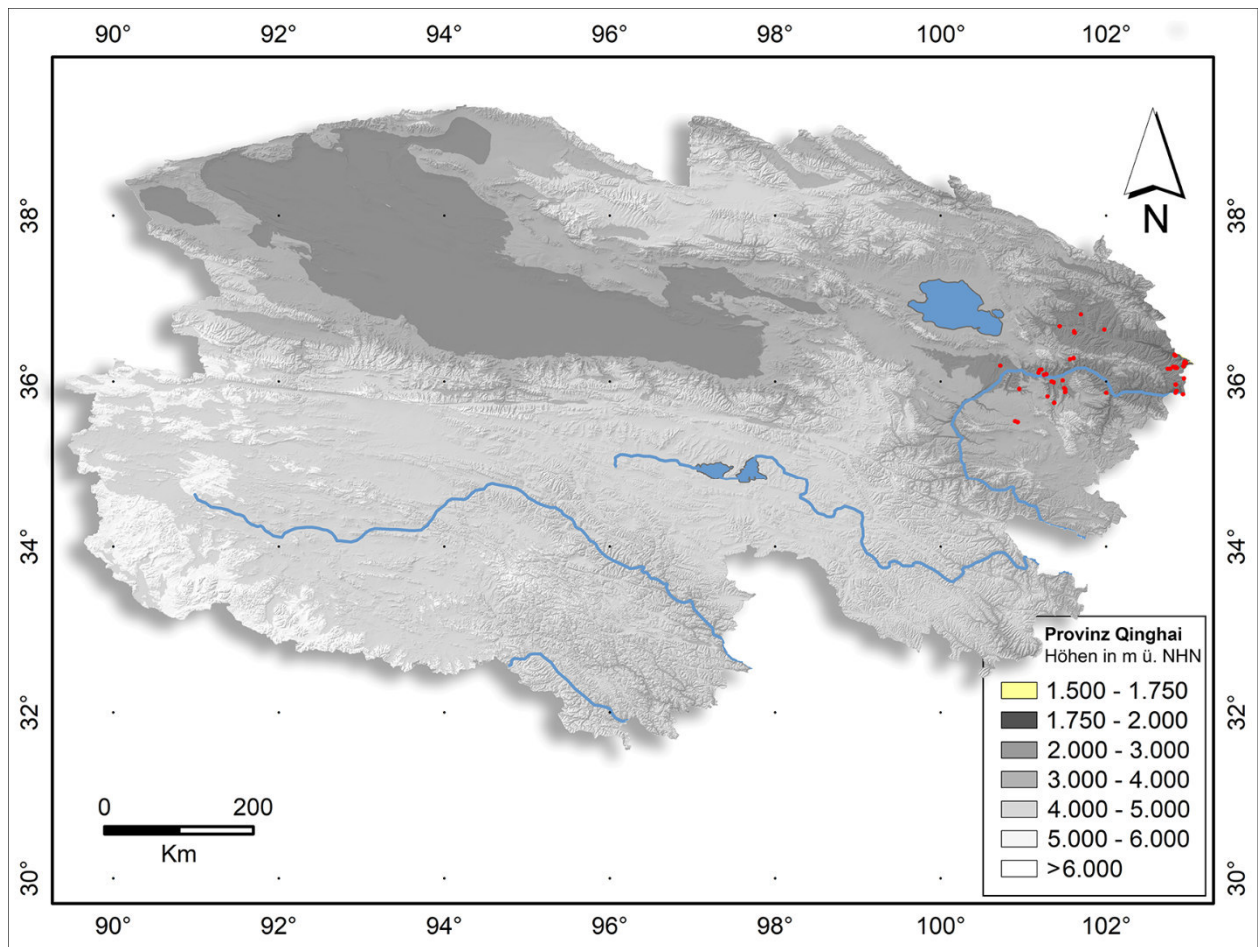 90° 92° 94° 96° 98° 100° 102°
38° 38°
N
36° 36°
34° 34°
Provinz Qinghai
Höhen in m ü. NHN
1.500 - 1.750
32° 1.750 - 2.000 32°
2.000 - 3.000
3.000 - 4.000
0 200 4.000 - 5.000
5.000 - 6.000
Km
30° >6.000 30°
90° 92° 94° 96° 98° 100° 102°